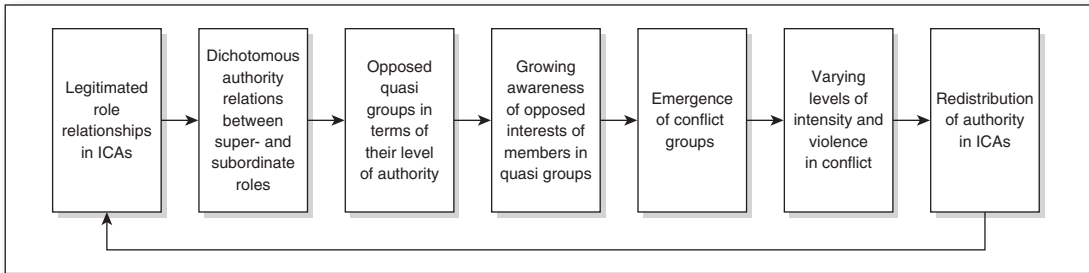 Legitimated
role
relationships
in ICAs
Dichotomous
authority
relations
between
super- and
subordinate
roles
Opposed
quasi
groups in
terms of
their level
of authority
Growing
awareness
of opposed
interests of
members in
quasi groups
Emergence
of conflict
groups
Varying
levels of
intensity and
violence
in conflict
Redistribution
of authority
in ICAs